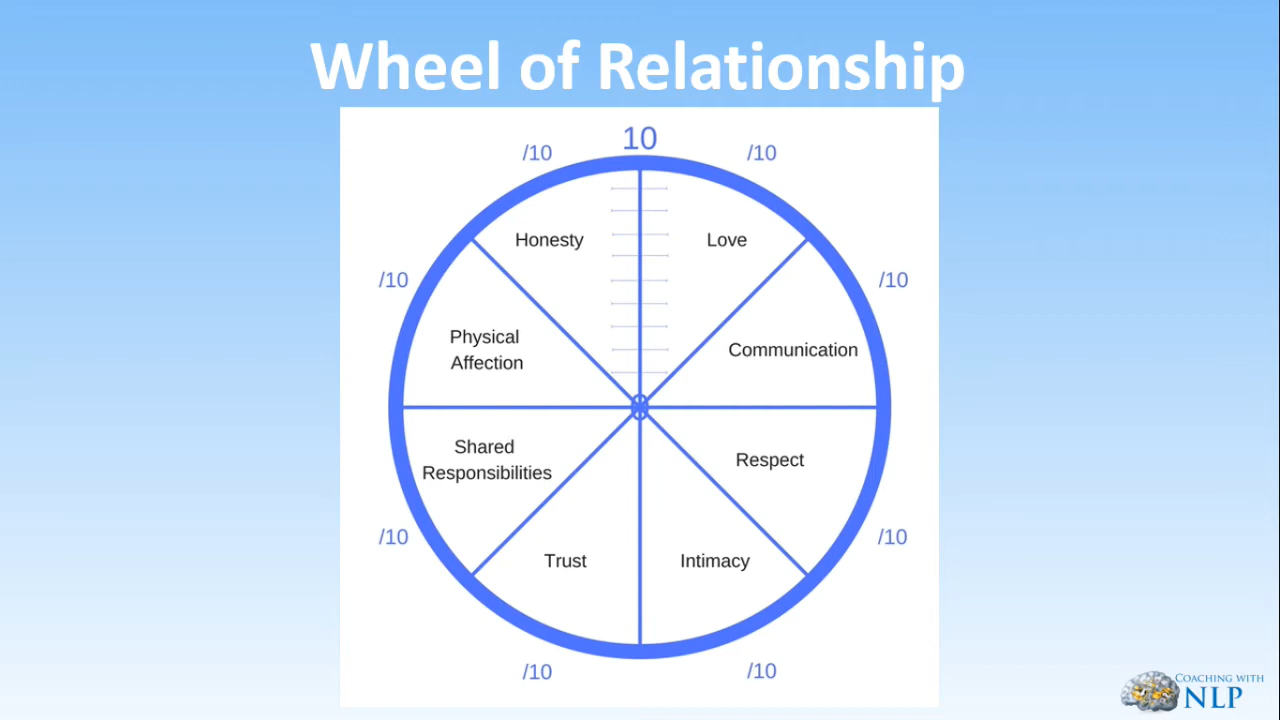 Wheel of Relationship
10
/10
/10
Honesty
Love
/10
/10
Physical
Affection
Communication
0
Shared
Responsibilities
Respect
/10
/10
Trust
Intimacy
/10
/10
COACHING WITH
NLP